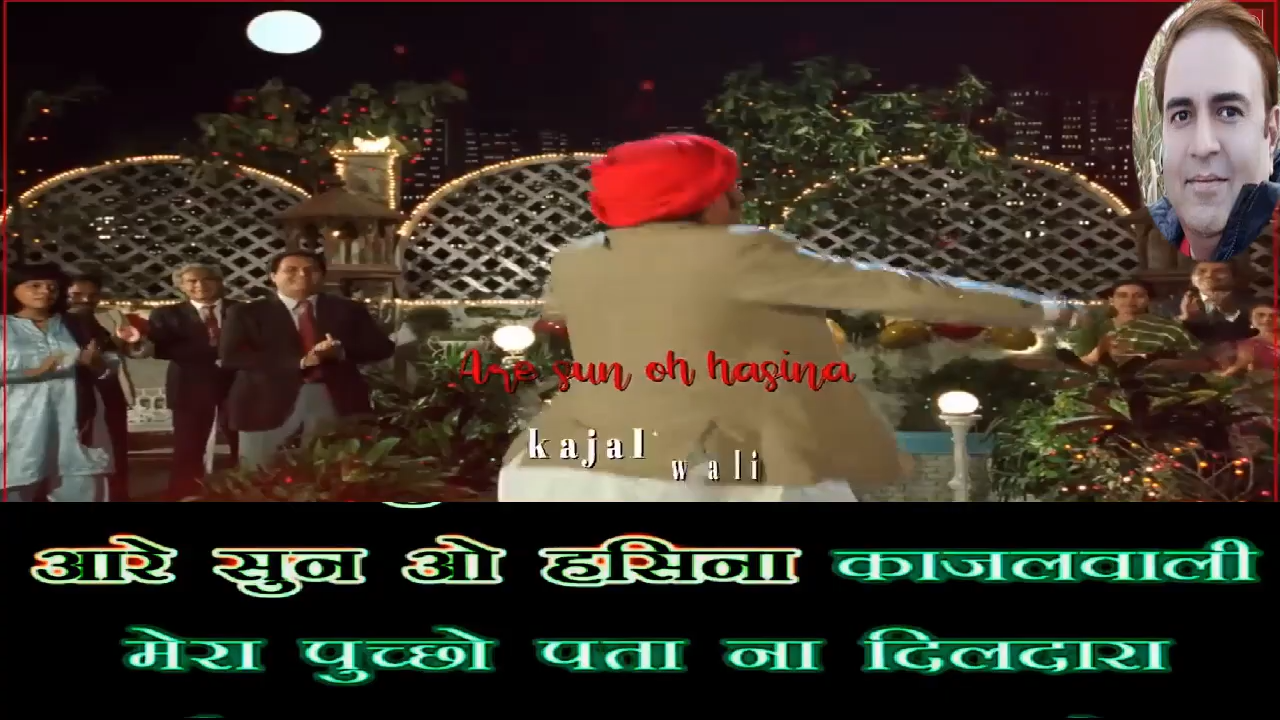 Are sun oh hasina
kajal wali
आरे सुन ओ हसिना काजलवाली
मेरा पुच्छो पता ना दिलदारा